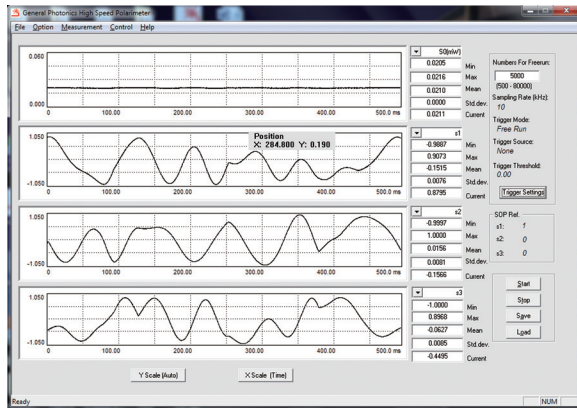 General Photonics High Speed Polarimeter
File Option Measurement Control Help
0.060
0.000
0 100.00 200.00 300.00 400.00 500.0 ms
S0(mW)
0.0205 Min
0.0216 Max
0.0210 Mean
0.0000 Std.dev.
0.0211 Current
1.050
-1.050
0 100.00 200.00 300.00 400.00 500.0 ms
Position
X: 284.800 Y: 0.190
s1
-0.9887 Min
0.9073 Max
-0.1515 Mean
0.0076 Std.dev.
0.8795 Current
1.050
-1.050
0 100.00 200.00 300.00 400.00 500.0 ms
s2
-0.9997 Min
1.0000 Max
0.0156 Mean
0.0081 Std.dev.
-0.1566 Current
1.050
-1.050
0 100.00 200.00 300.00 400.00 500.0 ms
s3
-1.0000 Min
0.8968 Max
-0.0627 Mean
0.0085 Std.dev.
-0.4495 Current
Numbers For Freerun:
5000
(500 - 80000)
Sampling Rate (kHz):
10
Trigger Mode:
Free Run
Trigger Source:
None
Trigger Threshold:
0.00
Trigger Settings
SOP Ref.
s1: 1
s2: 0
s3: 0
Start
Stop
Save
Load
Y Scale (Auto) X Scale (Time)
Ready NUM